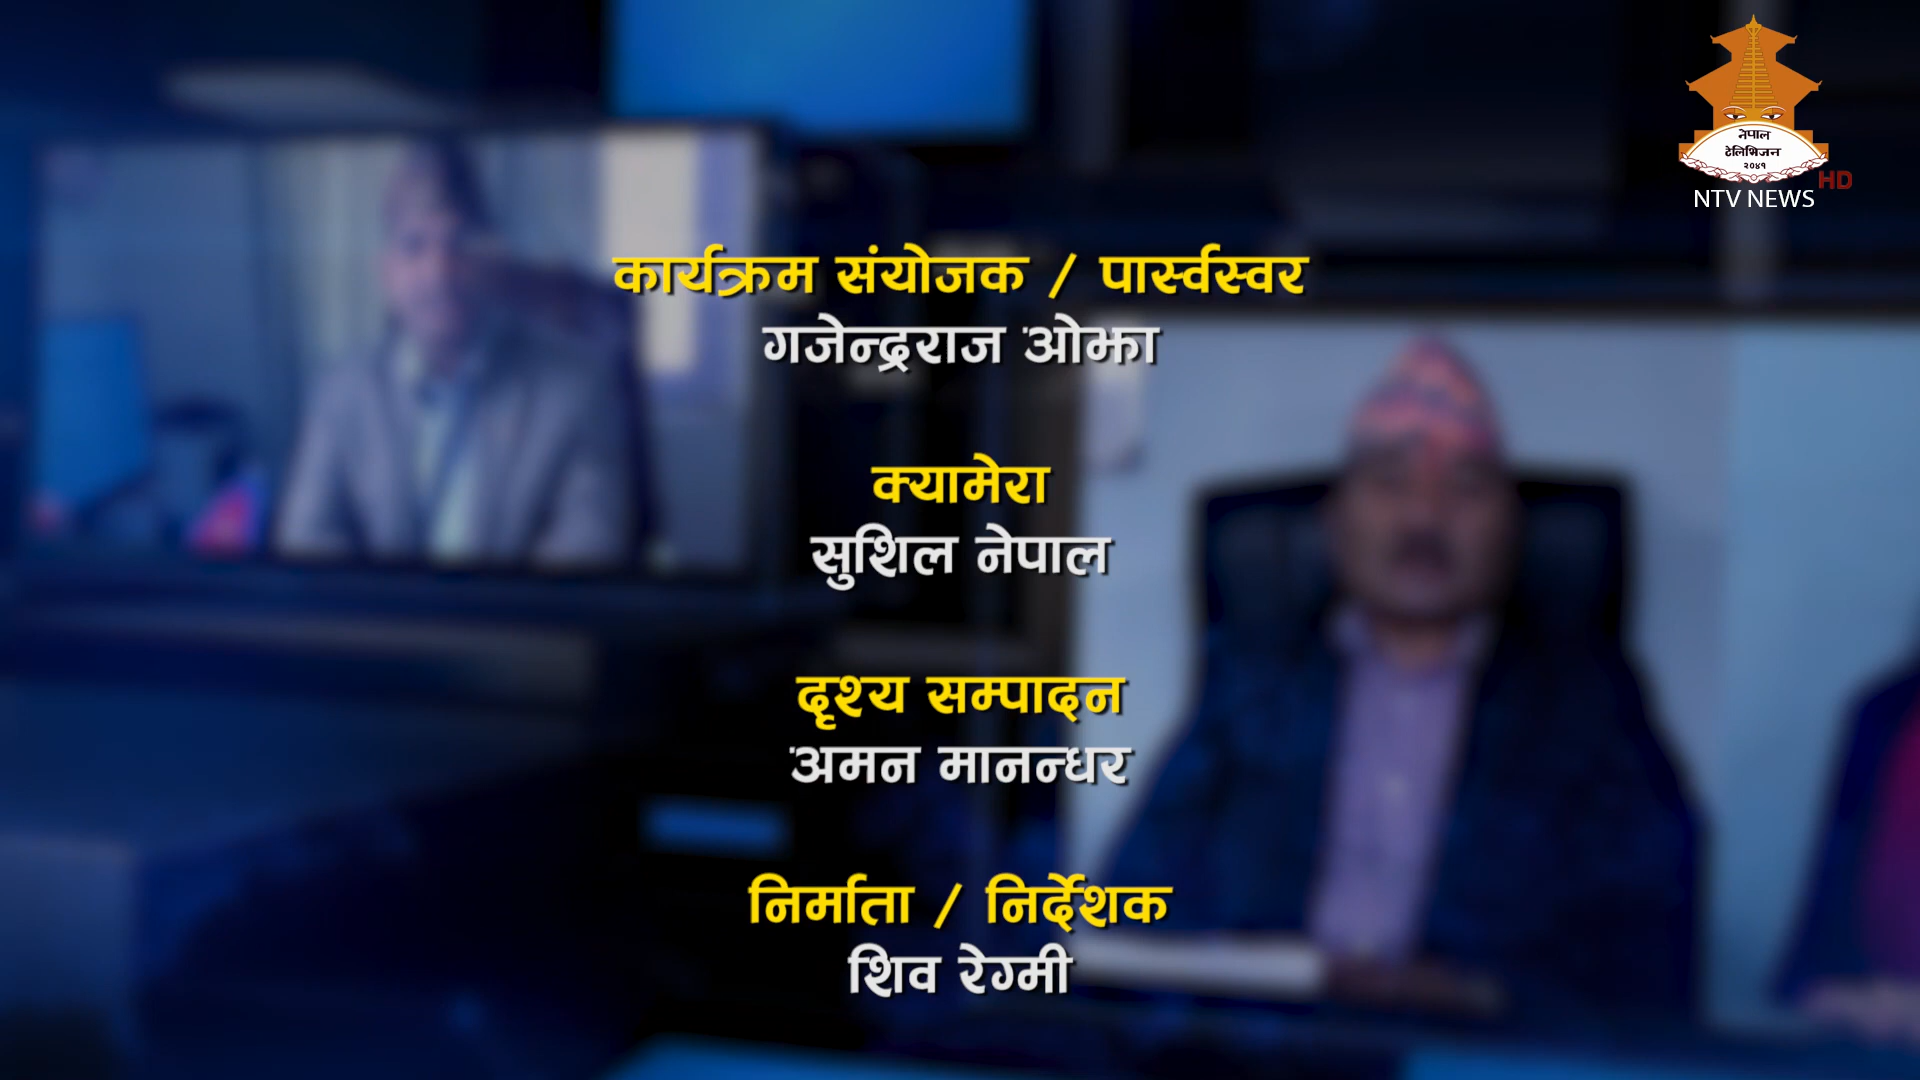 नेपाल
टेलिभिजन
२०४१
HD
NTV NEWS
कार्यक्रम संयोजक / पार्स्वस्वर
गजेन्द्रराज ओझा
क्यामेरा
सुशिल नेपाल
दृश्य सम्पादन
अमन मानन्धर
निर्माता / निर्देशक
शिव रेग्मी